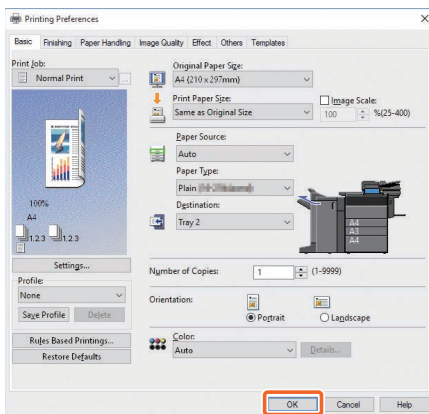 Printing Preferences
Basic Finishing Paper Handling Image Quality Effect Others Templates
Print Job:
Normal Print
...
100%
A4
1.2.3 1.2.3
Settings...
Profile:
None
Save Profile Delete
Rules Based Printings...
Restore Defaults
Original Paper Size:
A4 (210 x 297mm)
Print Paper Size:
Same as Original Size
Image Scale:
100 %(25-400)
Paper Source:
Auto
Paper Type:
Plain
Destination:
Tray 2
A4
A3
A4
Number of Copies: 1 (1-9999)
Orientation:
Portrait Landscape
Color:
Auto Details...
OK Cancel Help